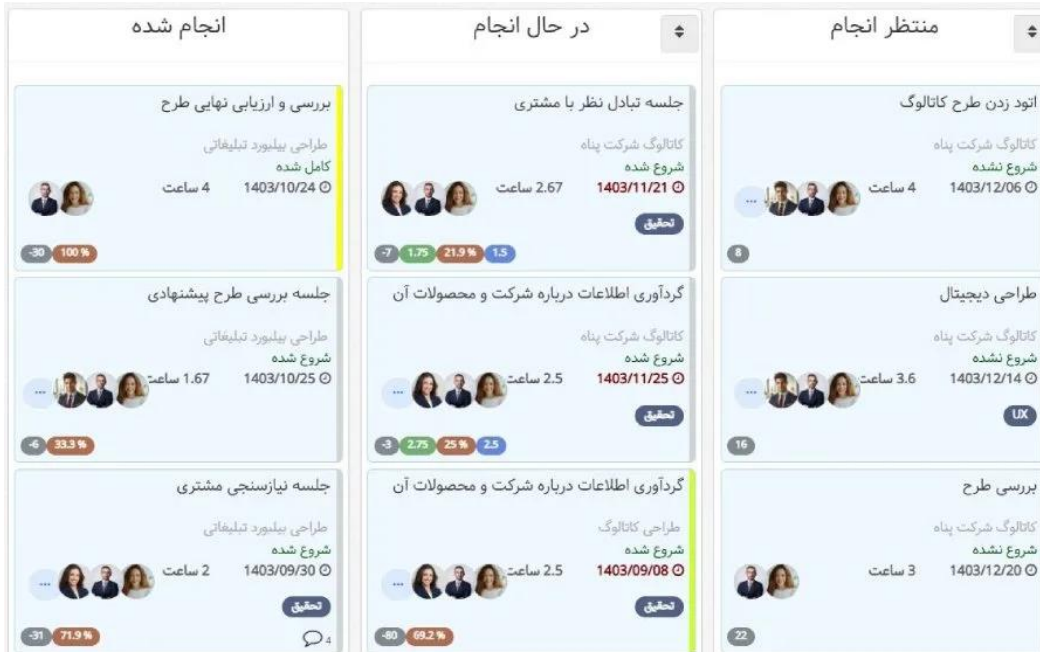 منتظر انجام
اتود زدن طرح کاتالوگ
کاتالوگ شرکت پناه
شروع نشده
1403/12/06
4 ساعت
...
8
طراحی دیجیتال
کاتالوگ شرکت پناه
شروع نشده
1403/12/14
3.6 ساعت
...
UX
16
بررسی طرح
کاتالوگ شرکت پناه
شروع نشده
1403/12/20
3 ساعت
22
در حال انجام
جلسه تبادل نظر با مشتری
کاتالوگ شرکت پناه
شروع شده
1403/11/21
2.67 ساعت
تحقیق
-7 1.75 21.9 % 1.5
گردآوری اطلاعات درباره شرکت و محصولات آن
کاتالوگ شرکت پناه
شروع شده
1403/11/25
2.5 ساعت
...
تحقیق
-3 2.75 25 % 2.5
گردآوری اطلاعات درباره شرکت و محصولات آن
طراحی کاتالوگ
شروع شده
1403/09/08
2.5 ساعت
...
تحقیق
-80 69.2 %
انجام شده
بررسی و ارزیابی نهایی طرح
طراحی بیلبورد تبلیغاتی
کامل شده
1403/10/24
4 ساعت
-30 100 %
جلسه بررسی طرح پیشنهادی
طراحی بیلبورد تبلیغاتی
شروع شده
1403/10/25
1.67 ساعت
...
-6 33.3 %
جلسه نیازسنجی مشتری
طراحی بیلبورد تبلیغاتی
شروع شده
1403/09/30
2 ساعت
...
تحقیق
-31 71.9 %
4